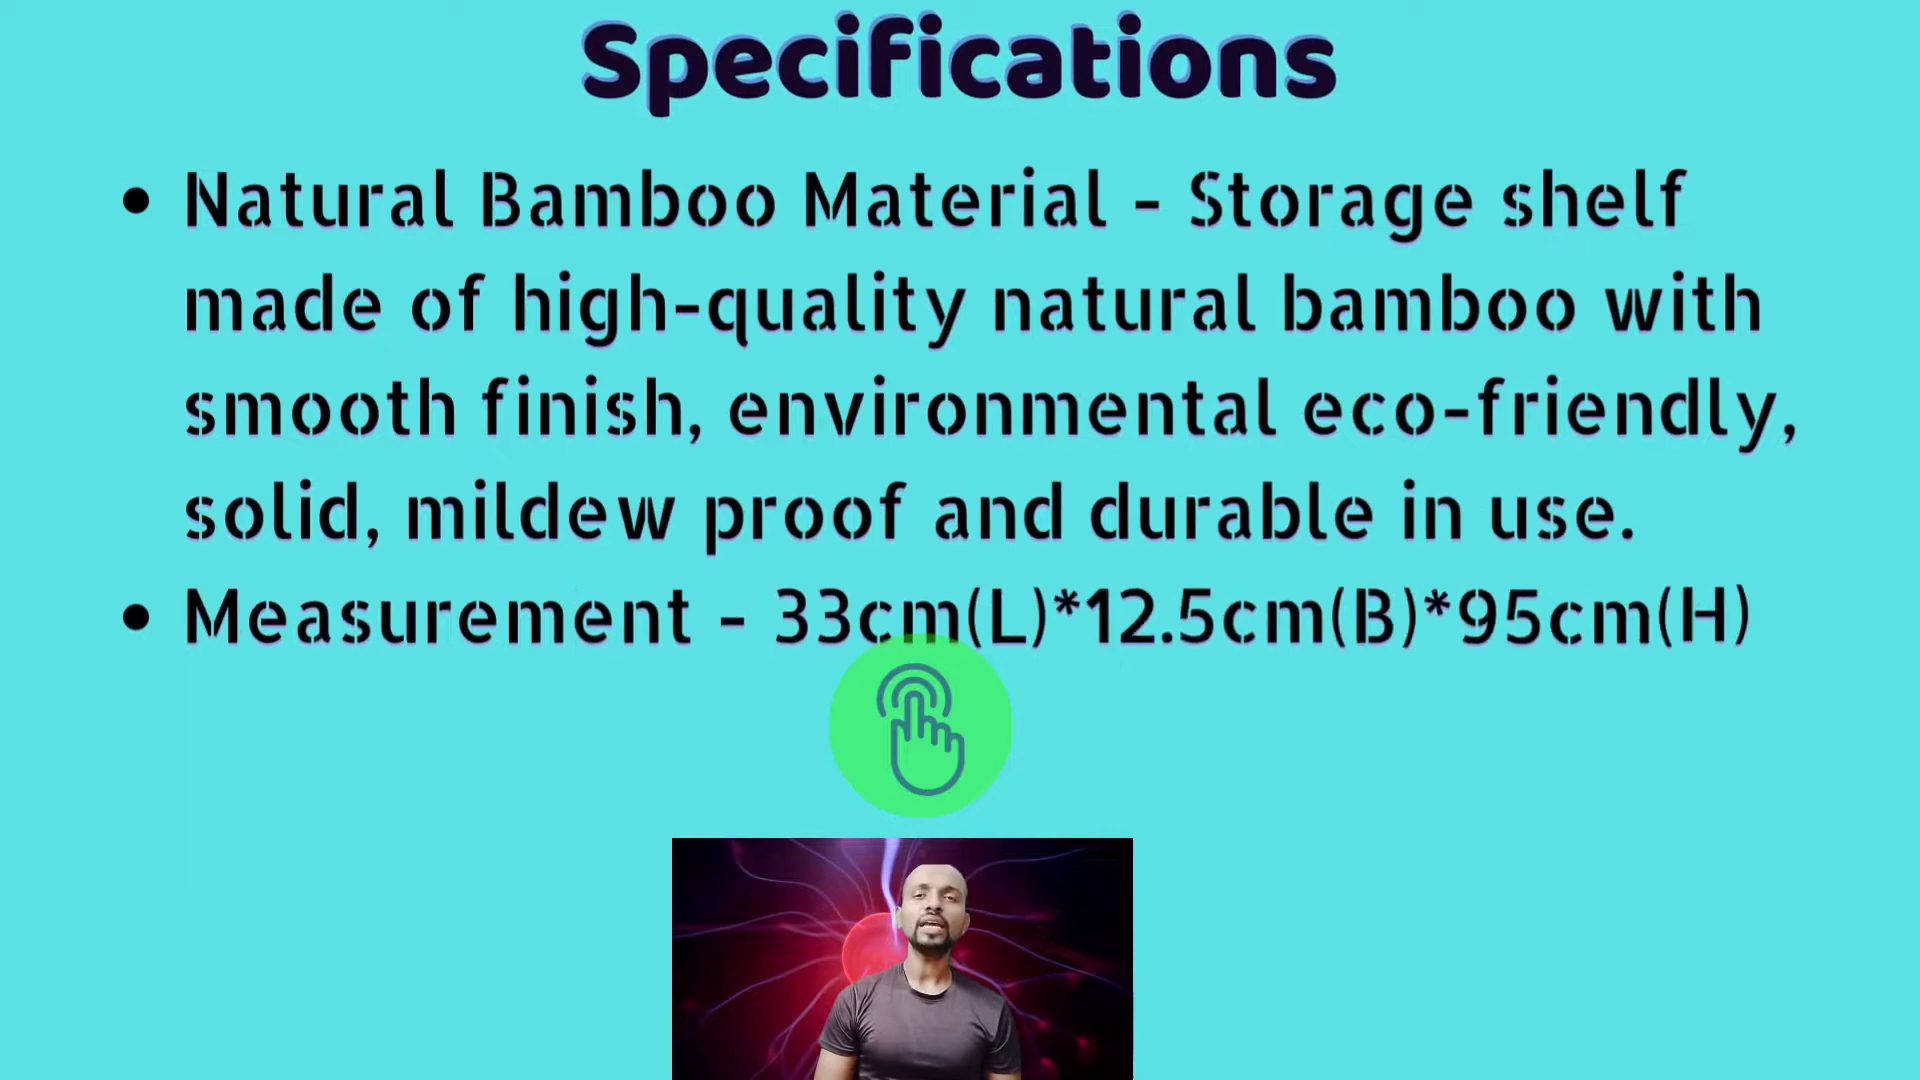 Specifications
• Natural Bamboo Material - Storage shelf
made of high-quality natural bamboo with
smooth finish, environmental eco-friendly,
solid, mildew proof and durable in use.
• Measurement - 33cm(L)*12.5cm(B)*95cm(H)